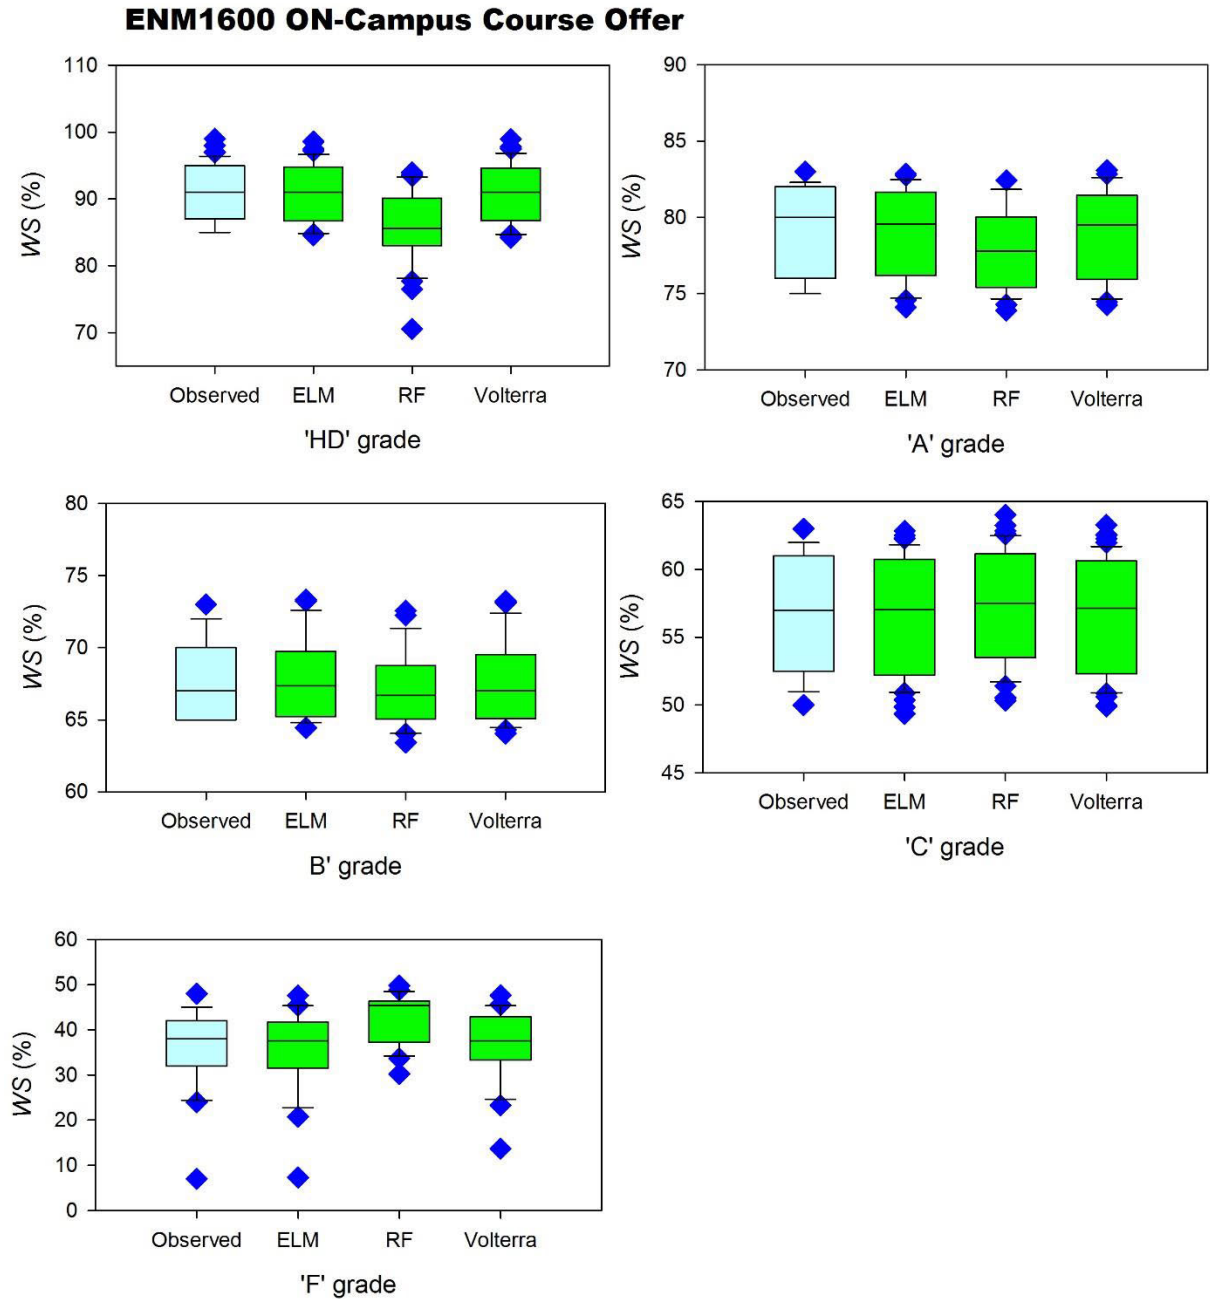 ENM1600 ON-Campus Course Offer
110
100
90
80
70
WS (%)
Observed ELM RF Volterra
'HD' grade
90
85
80
75
70
WS (%)
Observed ELM RF Volterra
'A' grade
80
75
70
65
60
WS (%)
Observed ELM RF Volterra
B' grade
65
60
55
50
45
WS (%)
Observed ELM RF Volterra
'C' grade
60
50
40
30
20
10
0
WS (%)
Observed ELM RF Volterra
'F' grade